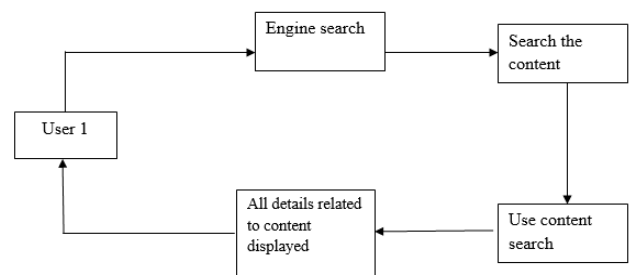 Engine search
Search the
content
User 1
All details related
to content
displayed
Use content
search